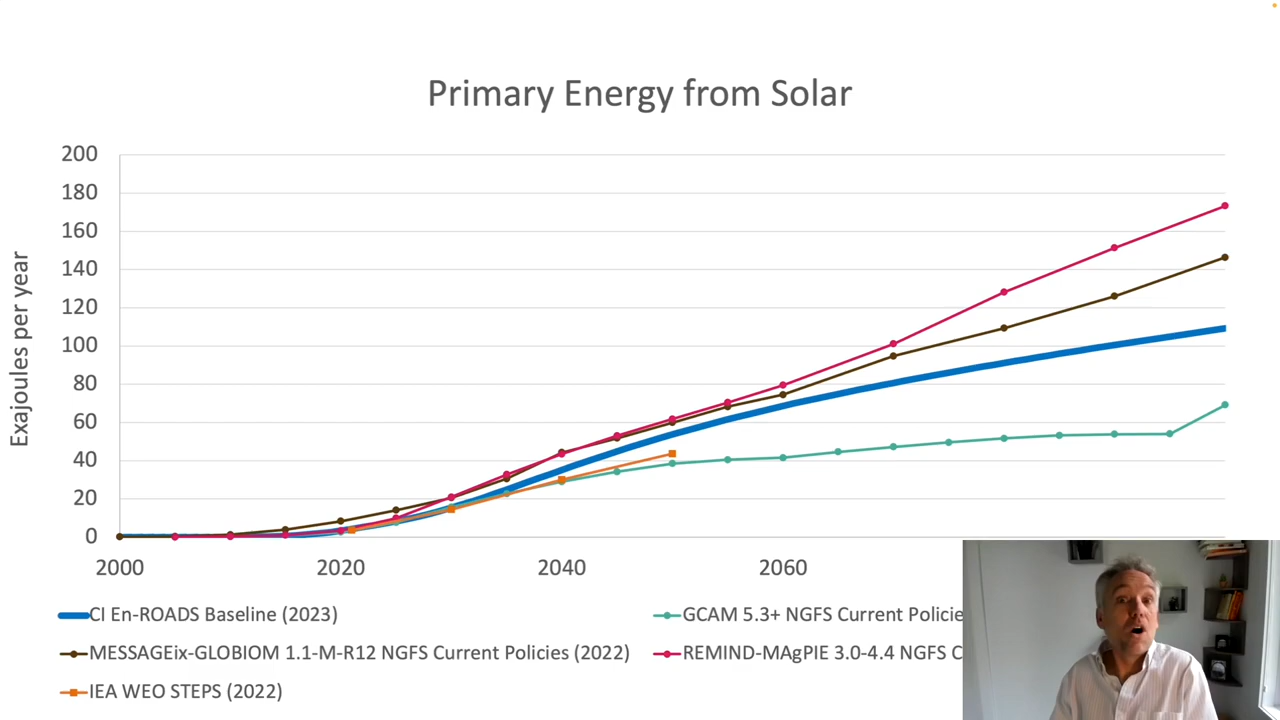 Primary Energy from Solar
Exajoules per year
200
180
160
140
120
100
80
60
40
20
0
2000 2020 2040 2060
CI En-ROADS Baseline (2023) GCAM 5.3+ NGFS Current Policie
MESSAGEix-GLOBIOM 1.1-M-R12 NGFS Current Policies (2022) REMIND-MAgPIE 3.0-4.4 NGFS C
IEA WEO STEPS (2022)